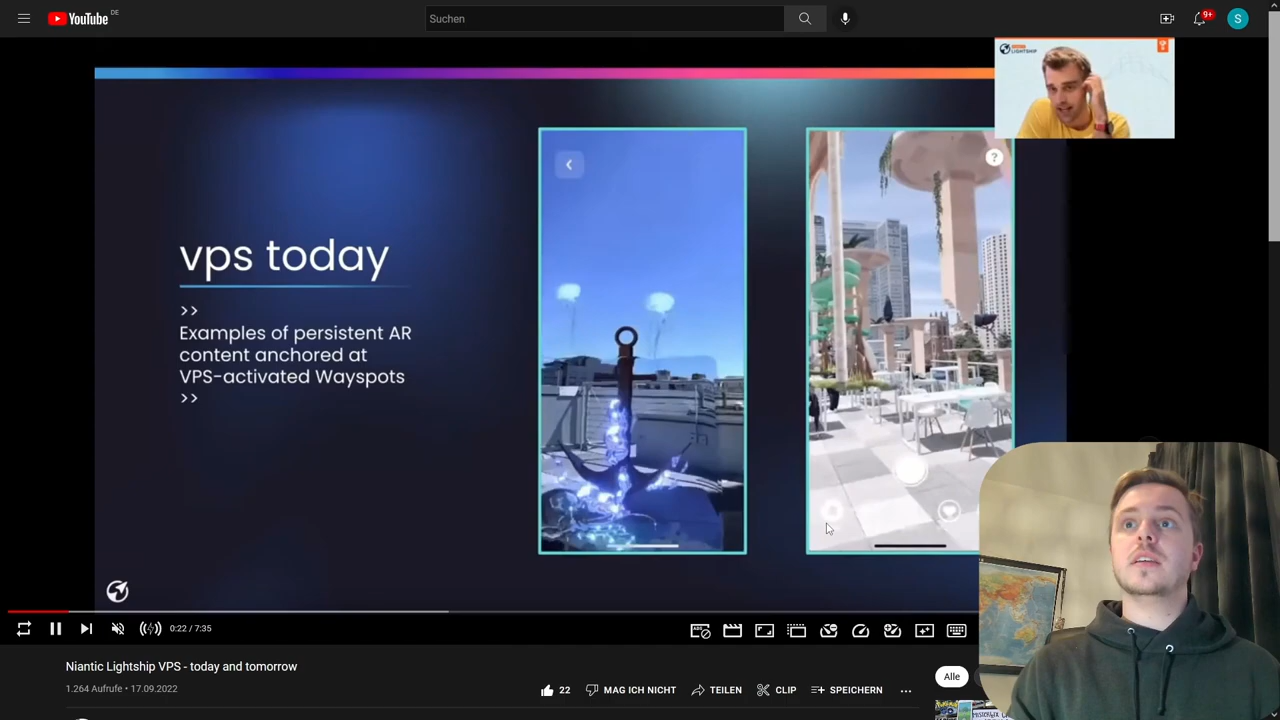 YouTube DE
Suchen
9+
S
LIGHTSHIP
?
vps today
>>
Examples of persistent AR
content anchored at
VPS-activated Wayspots
>>
0:22 / 7:35
Niantic Lightship VPS - today and tomorrow
1.264 Aufrufe • 17.09.2022
22
MAG ICH NICHT
TEILEN
CLIP
SPEICHERN
Alle